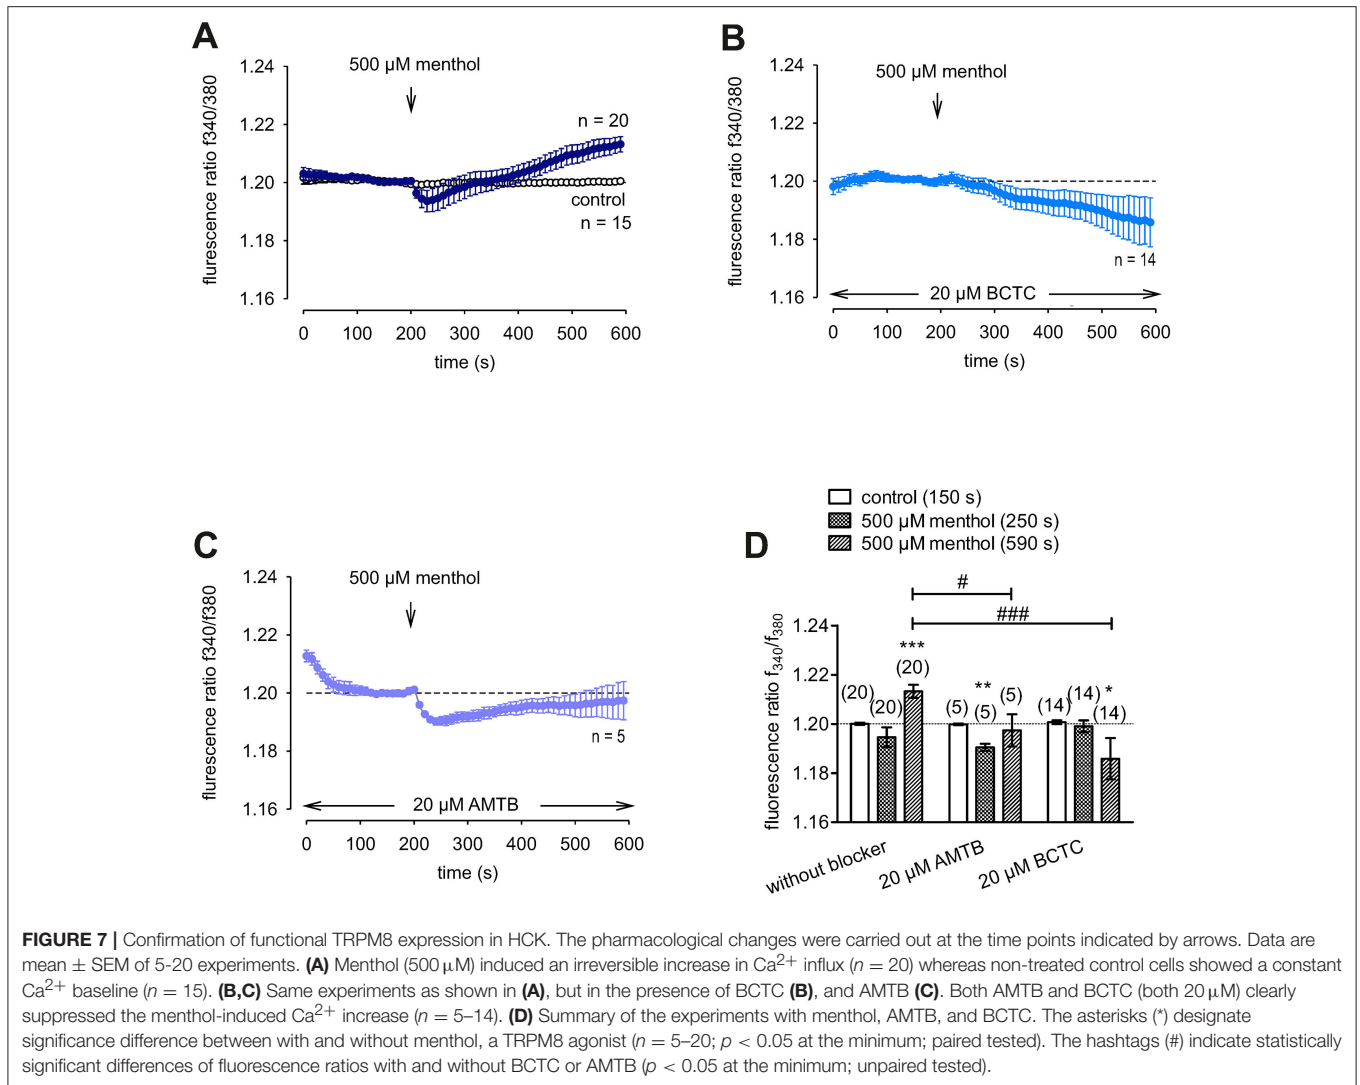 A
500 µM menthol
n = 20
control
n = 15
flurescence ratio f340/380
1.24
1.22
1.20
1.18
1.16
0 100 200 300 400 500 600
time (s)
B
500 µM menthol
flurescence ratio f340/380
1.24
1.22
1.20
1.18
1.16
n = 14
20 µM BCTC
0 100 200 300 400 500 600
time (s)
C
500 µM menthol
flurescence ratio f340/f380
1.24
1.22
1.20
1.18
1.16
n = 5
20 µM AMTB
0 100 200 300 400 500 600
time (s)
D
control (150 s)
500 µM menthol (250 s)
500 µM menthol (590 s)
#
###
fluorescence ratio f340/f380
1.24
1.22
1.20
1.18
1.16
(20) (20) *** (20) (5) ** (5) (5) (14) (14) * (14)
without blocker
20 µM AMTB
20 µM BCTC
FIGURE 7 | Confirmation of functional TRPM8 expression in HCK. The pharmacological changes were carried out at the time points indicated by arrows. Data are
mean ± SEM of 5-20 experiments. (A) Menthol (500 µM) induced an irreversible increase in Ca2+ influx (n = 20) whereas non-treated control cells showed a constant
Ca2+ baseline (n = 15). (B,C) Same experiments as shown in (A), but in the presence of BCTC (B), and AMTB (C). Both AMTB and BCTC (both 20 µM) clearly
suppressed the menthol-induced Ca2+ increase (n = 5–14). (D) Summary of the experiments with menthol, AMTB, and BCTC. The asterisks (*) designate
significance difference between with and without menthol, a TRPM8 agonist (n = 5–20; p < 0.05 at the minimum; paired tested). The hashtags (#) indicate statistically
significant differences of fluorescence ratios with and without BCTC or AMTB (p < 0.05 at the minimum; unpaired tested).